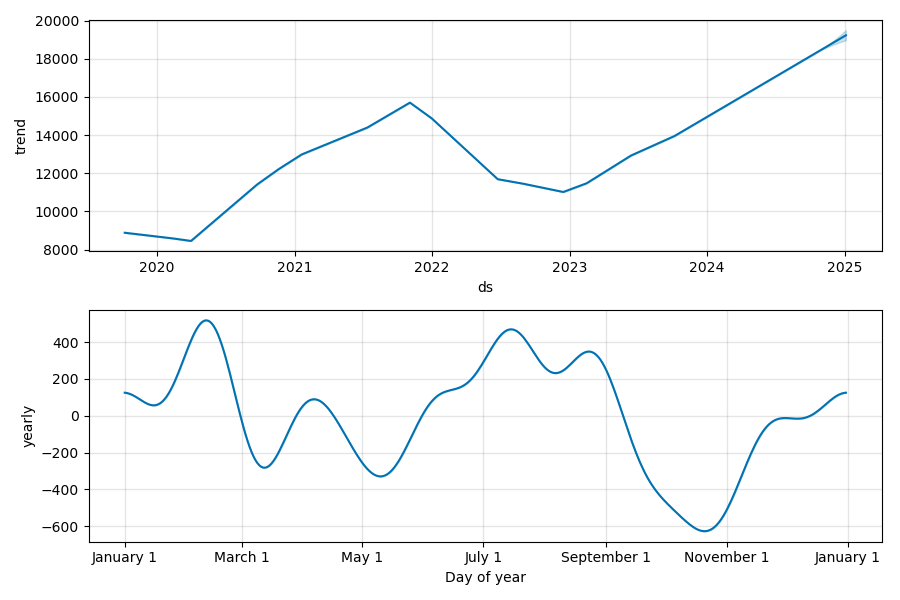 20000
18000
16000
14000
12000
10000
8000
trend
2020 2021 2022 2023 2024 2025
ds
400
200
0
−200
−400
−600
yearly
January 1 March 1 May 1 July 1 September 1 November 1 January 1
Day of year